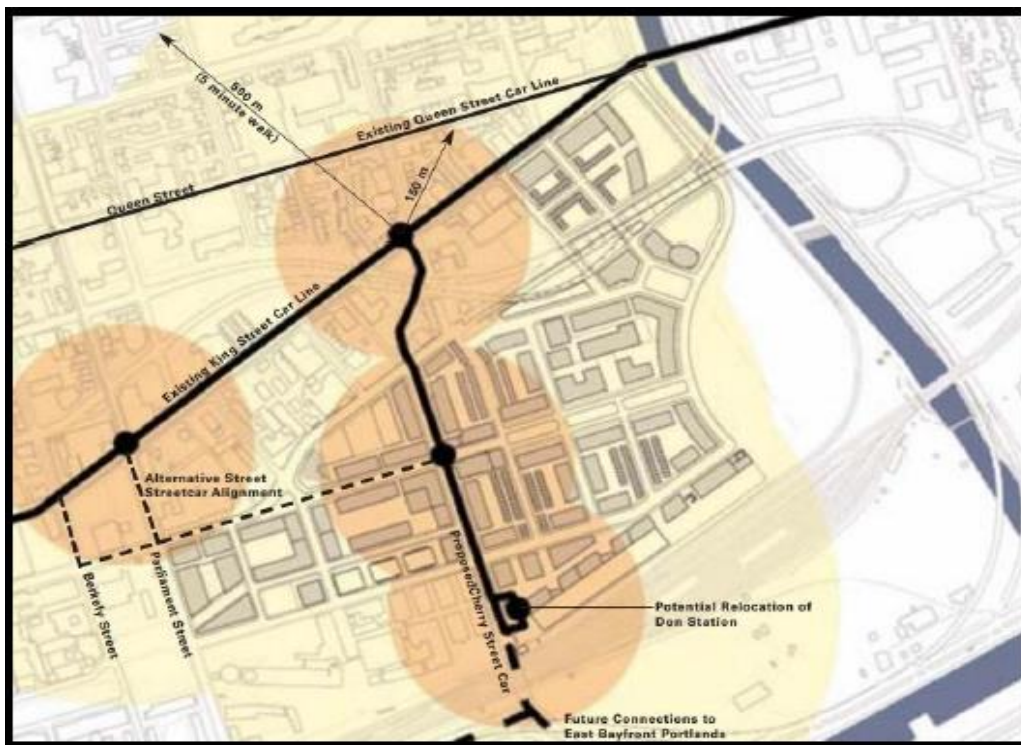 500 m
(5 minute walk)
Existing Queen Street Car Line
150 m
Queen Street
Existing King Street Car Line
Alternative Street
Streetcar Alignment
Berkely Street
Parliament Street
Proposed Cherry Street Car
Potential Relocation of
Don Station
Future Connections to
East Bayfront Portlands